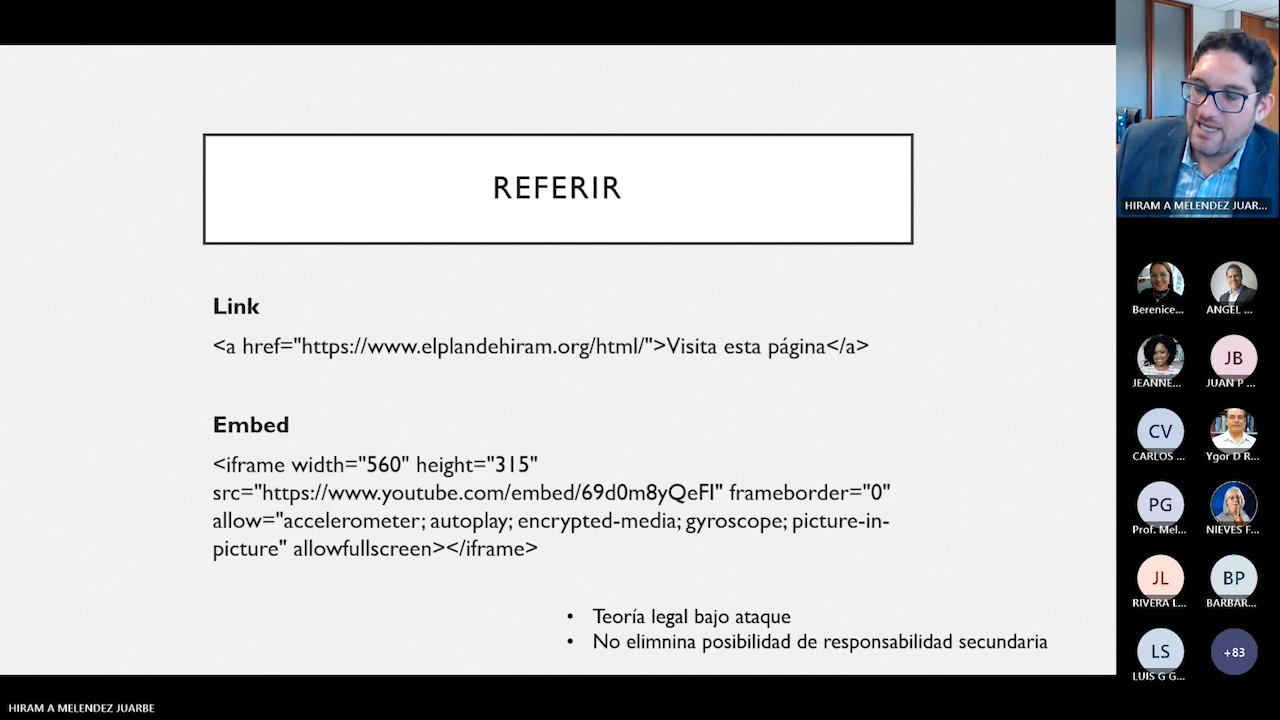 REFERIR
Link
<a href="https://www.elplandehiram.org/html/">Visita esta página</a>
Embed
<iframe width="560" height="315"
src="https://www.youtube.com/embed/69d0m8yQeFI" frameborder="0"
allow="accelerometer; autoplay; encrypted-media; gyroscope; picture-in-
picture" allowfullscreen></iframe>
• Teoría legal bajo ataque
• No elimnina posibilidad de responsabilidad secundaria
HIRAM A MELENDEZ JUAR...
Berenice...
ANGEL ...
JEANNE...
JB
JUAN P ...
CV
CARLOS ...
Ygor D R...
PG
Prof. Mel...
NIEVES F...
JL
RIVERA L...
BP
BARBAR...
LS
LUIS G G...
+83
HIRAM A MELENDEZ JUARBE